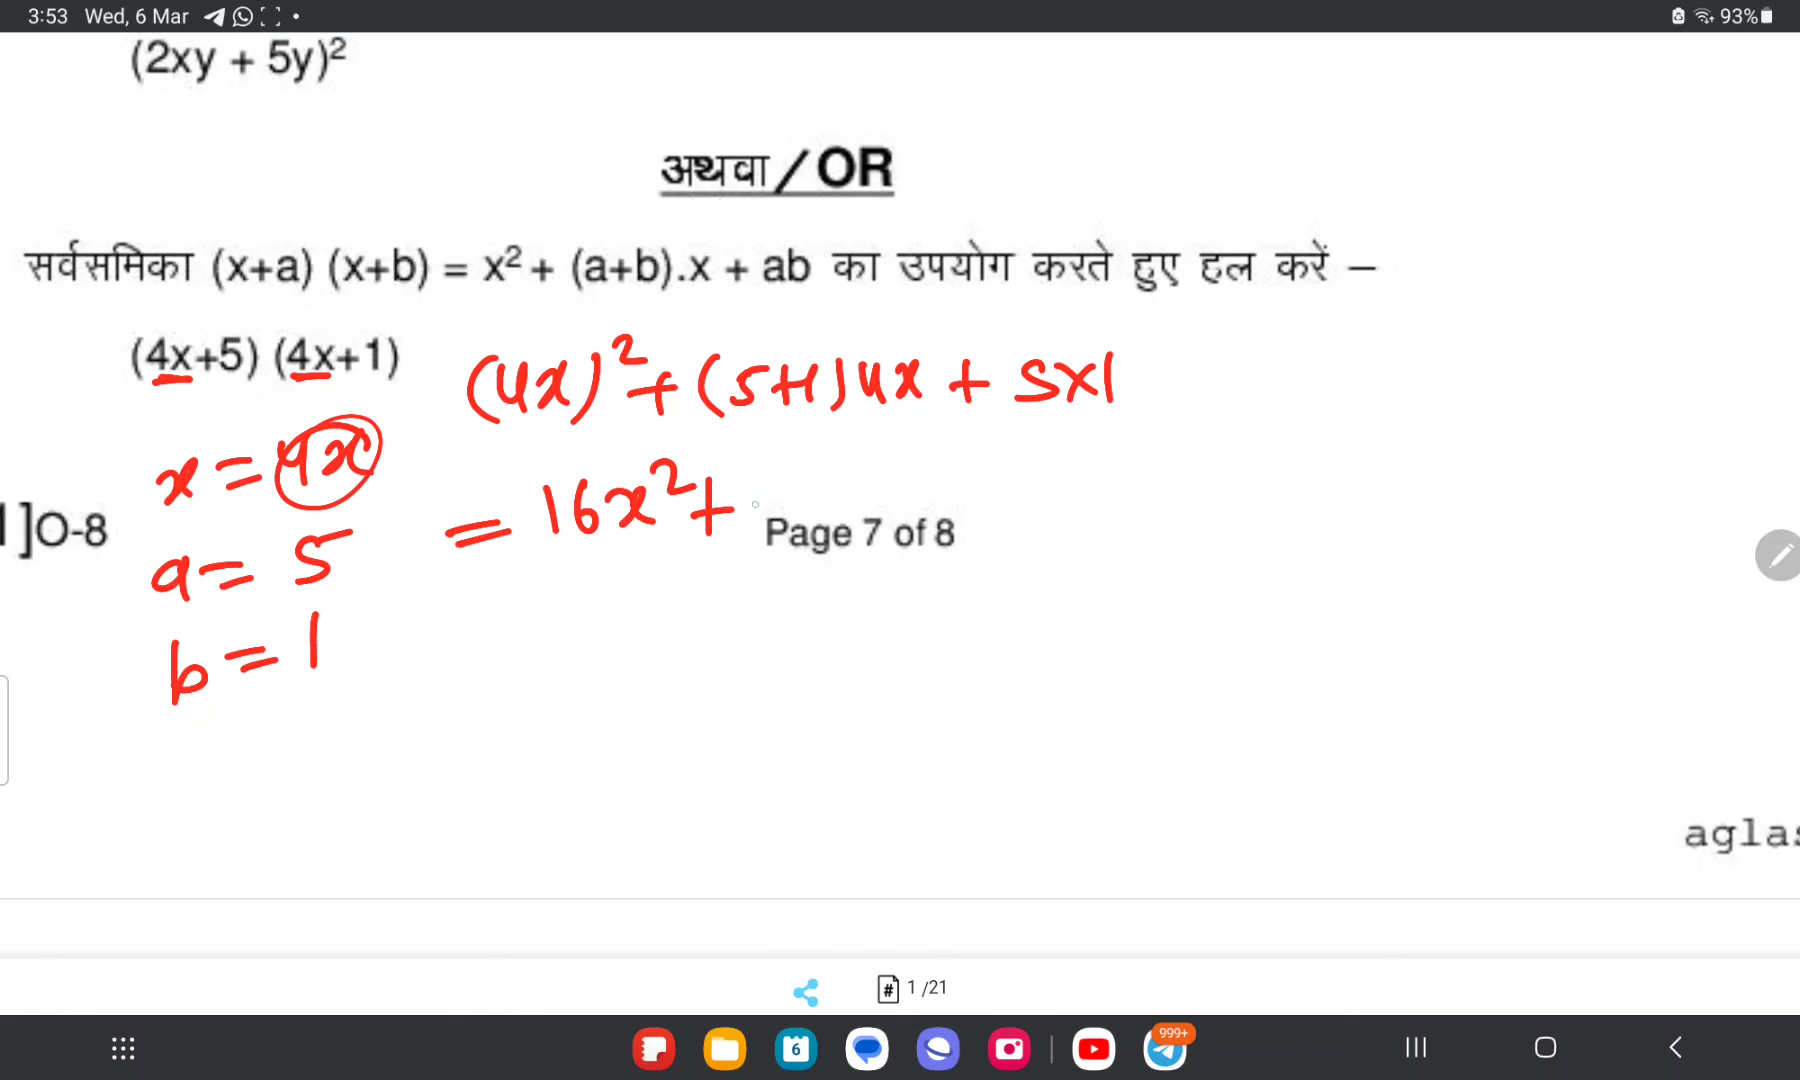 3:53 Wed, 6 Mar
93%
(2xy + 5y)²
अथवा / OR
सर्वसमिका (x+a) (x+b) = x² + (a+b).x + ab का उपयोग करते हुए हल करें –
(4x+5) (4x+1)
(4x)² + (5+1)4x + 5×1
x = 4x
= 16x² +
]O-8
Page 7 of 8
a = 5
b = 1
aglas
# 1 /21
6
999+